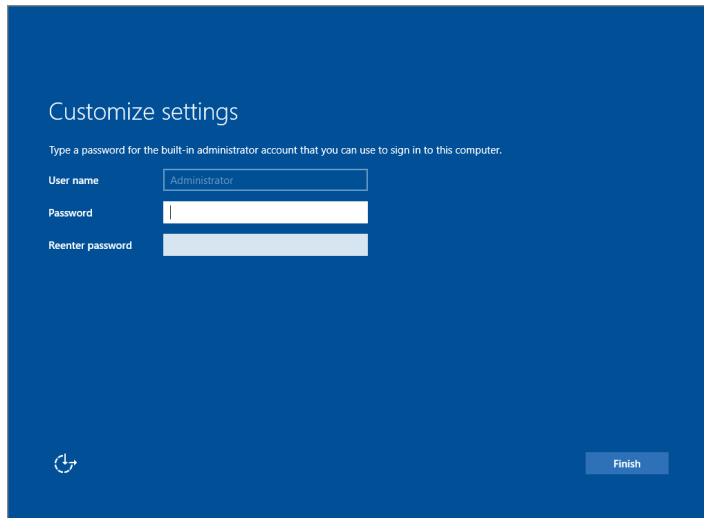 Customize settings
Type a password for the built-in administrator account that you can use to sign in to this computer.
User name
Administrator
Password
Reenter password
Finish